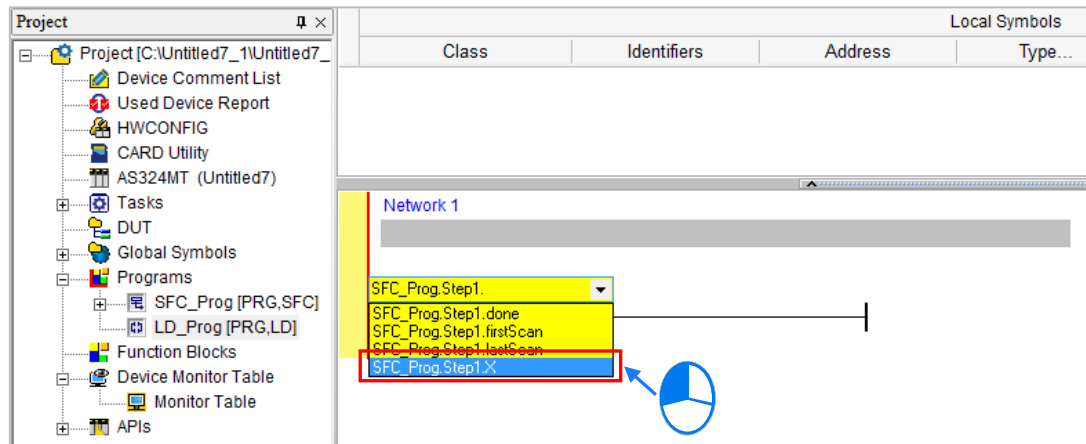 Project
Project [C:\Untitled7_1\Untitled7_
Device Comment List
Used Device Report
HWCONFIG
CARD Utility
AS324MT (Untitled7)
Tasks
DUT
Global Symbols
Programs
SFC_Prog [PRG,SFC]
LD_Prog [PRG,LD]
Function Blocks
Device Monitor Table
Monitor Table
APIs
Local Symbols
Class Identifiers Address Type...
Network 1
SFC_Prog.Step1.
SFC_Prog.Step1.done
SFC_Prog.Step1.firstScan
SFC_Prog.Step1.lastScan
SFC_Prog.Step1.X